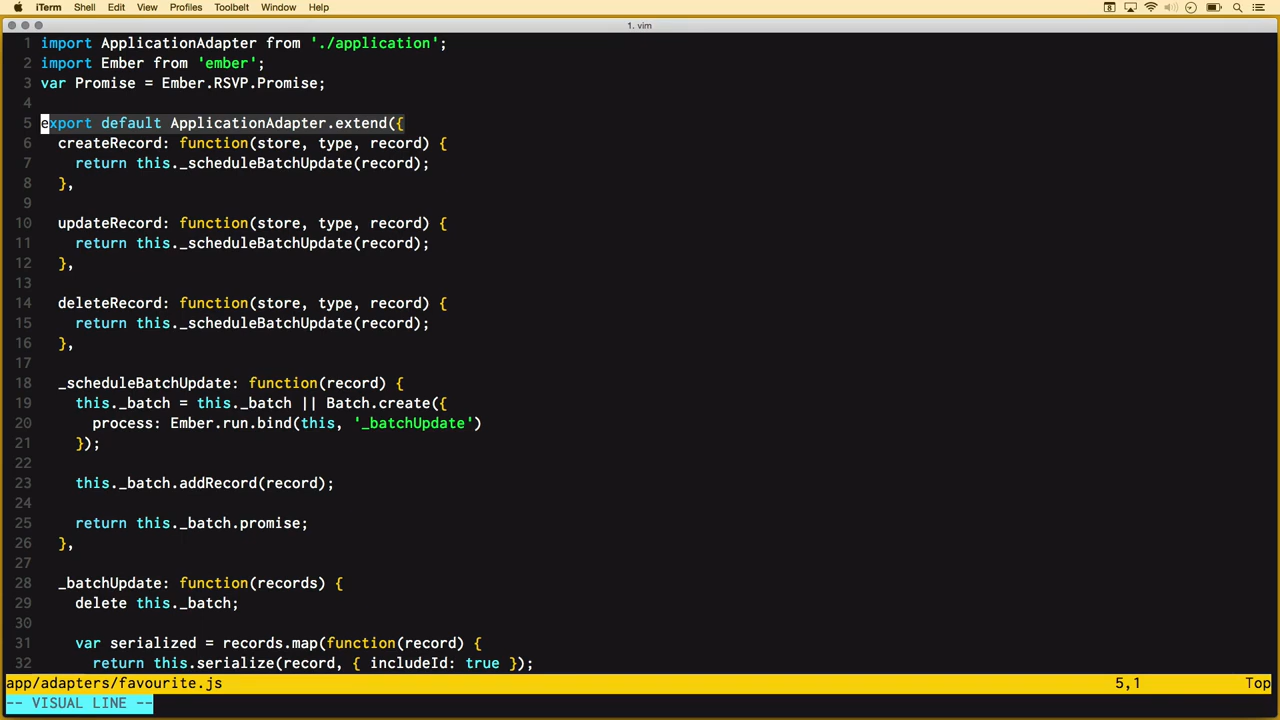 iTerm Shell Edit View Profiles Toolbelt Window Help 8
1. vim
1 import ApplicationAdapter from './application';
2 import Ember from 'ember';
3 var Promise = Ember.RSVP.Promise;
4
5 export default ApplicationAdapter.extend({
6   createRecord: function(store, type, record) {
7     return this._scheduleBatchUpdate(record);
8   },
9
10   updateRecord: function(store, type, record) {
11     return this._scheduleBatchUpdate(record);
12   },
13
14   deleteRecord: function(store, type, record) {
15     return this._scheduleBatchUpdate(record);
16   },
17
18   _scheduleBatchUpdate: function(record) {
19     this._batch = this._batch || Batch.create({
20       process: Ember.run.bind(this, '_batchUpdate')
21     });
22
23     this._batch.addRecord(record);
24
25     return this._batch.promise;
26   },
27
28   _batchUpdate: function(records) {
29     delete this._batch;
30
31     var serialized = records.map(function(record) {
32       return this.serialize(record, { includeId: true });
app/adapters/favourite.js 5,1 Top
-- VISUAL LINE --